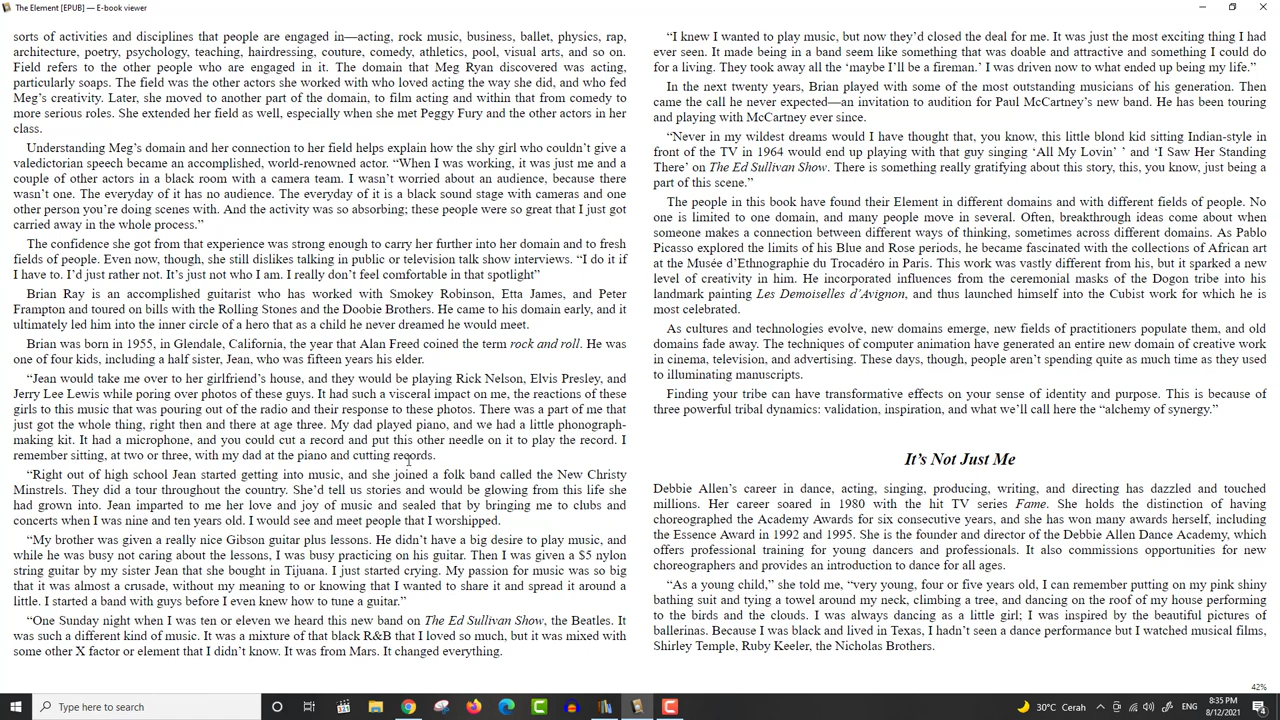 The Element [EPUB] — E-book viewer
sorts of activities and disciplines that people are engaged in—acting, rock music, business, ballet, physics, rap,
architecture, poetry, psychology, teaching, hairdressing, couture, comedy, athletics, pool, visual arts, and so on.
Field refers to the other people who are engaged in it. The domain that Meg Ryan discovered was acting,
particularly soaps. The field was the other actors she worked with who loved acting the way she did, and who fed
Meg’s creativity. Later, she moved to another part of the domain, to film acting and within that from comedy to
more serious roles. She extended her field as well, especially when she met Peggy Fury and the other actors in her
class.
Understanding Meg’s domain and her connection to her field helps explain how the shy girl who couldn’t give a
valedictorian speech became an accomplished, world-renowned actor. “When I was working, it was just me and a
couple of other actors in a black room with a camera team. I wasn’t worried about an audience, because there
wasn’t one. The everyday of it has no audience. The everyday of it is a black sound stage with cameras and one
other person you’re doing scenes with. And the activity was so absorbing; these people were so great that I just got
carried away in the whole process.”
The confidence she got from that experience was strong enough to carry her further into her domain and to fresh
fields of people. Even now, though, she still dislikes talking in public or television talk show interviews. “I do it if
I have to. I’d just rather not. It’s just not who I am. I really don’t feel comfortable in that spotlight”
Brian Ray is an accomplished guitarist who has worked with Smokey Robinson, Etta James, and Peter
Frampton and toured on bills with the Rolling Stones and the Doobie Brothers. He came to his domain early, and it
ultimately led him into the inner circle of a hero that as a child he never dreamed he would meet.
Brian was born in 1955, in Glendale, California, the year that Alan Freed coined the term rock and roll. He was
one of four kids, including a half sister, Jean, who was fifteen years his elder.
“Jean would take me over to her girlfriend’s house, and they would be playing Rick Nelson, Elvis Presley, and
Jerry Lee Lewis while poring over photos of these guys. It had such a visceral impact on me, the reactions of these
girls to this music that was pouring out of the radio and their response to these photos. There was a part of me that
just got the whole thing, right then and there at age three. My dad played piano, and we had a little phonograph-
making kit. It had a microphone, and you could cut a record and put this other needle on it to play the record. I
remember sitting, at two or three, with my dad at the piano and cutting records.
“Right out of high school Jean started getting into music, and she joined a folk band called the New Christy
Minstrels. They did a tour throughout the country. She’d tell us stories and would be glowing from this life she
had grown into. Jean imparted to me her love and joy of music and sealed that by bringing me to clubs and
concerts when I was nine and ten years old. I would see and meet people that I worshipped.
“My brother was given a really nice Gibson guitar plus lessons. He didn’t have a big desire to play music, and
while he was busy not caring about the lessons, I was busy practicing on his guitar. Then I was given a $5 nylon
string guitar by my sister Jean that she bought in Tijuana. I just started crying. My passion for music was so big
that it was almost a crusade, without my meaning to or knowing that I wanted to share it and spread it around a
little. I started a band with guys before I even knew how to tune a guitar.”
“One Sunday night when I was ten or eleven we heard this new band on The Ed Sullivan Show, the Beatles. It
was such a different kind of music. It was a mixture of that black R&B that I loved so much, but it was mixed with
some other X factor or element that I didn’t know. It was from Mars. It changed everything.
“I knew I wanted to play music, but now they’d closed the deal for me. It was just the most exciting thing I had
ever seen. It made being in a band seem like something that was doable and attractive and something I could do
for a living. They took away all the ‘maybe I’ll be a fireman.’ I was driven now to what ended up being my life.”
In the next twenty years, Brian played with some of the most outstanding musicians of his generation. Then
came the call he never expected—an invitation to audition for Paul McCartney’s new band. He has been touring
and playing with McCartney ever since.
“Never in my wildest dreams would I have thought that, you know, this little blond kid sitting Indian-style in
front of the TV in 1964 would end up playing with that guy singing ‘All My Lovin’ ’ and ‘I Saw Her Standing
There’ on The Ed Sullivan Show. There is something really gratifying about this story, this, you know, just being a
part of this scene.”
The people in this book have found their Element in different domains and with different fields of people. No
one is limited to one domain, and many people move in several. Often, breakthrough ideas come about when
someone makes a connection between different ways of thinking, sometimes across different domains. As Pablo
Picasso explored the limits of his Blue and Rose periods, he became fascinated with the collections of African art
at the Musée d’Ethnographie du Trocadéro in Paris. This work was vastly different from his, but it sparked a new
level of creativity in him. He incorporated influences from the ceremonial masks of the Dogon tribe into his
landmark painting Les Demoiselles d’Avignon, and thus launched himself into the Cubist work for which he is
most celebrated.
As cultures and technologies evolve, new domains emerge, new fields of practitioners populate them, and old
domains fade away. The techniques of computer animation have generated an entire new domain of creative work
in cinema, television, and advertising. These days, though, people aren’t spending quite as much time as they used
to illuminating manuscripts.
Finding your tribe can have transformative effects on your sense of identity and purpose. This is because of
three powerful tribal dynamics: validation, inspiration, and what we’ll call here the “alchemy of synergy.”
It’s Not Just Me
Debbie Allen’s career in dance, acting, singing, producing, writing, and directing has dazzled and touched
millions. Her career soared in 1980 with the hit TV series Fame. She holds the distinction of having
choreographed the Academy Awards for six consecutive years, and she has won many awards herself, including
the Essence Award in 1992 and 1995. She is the founder and director of the Debbie Allen Dance Academy, which
offers professional training for young dancers and professionals. It also commissions opportunities for new
choreographers and provides an introduction to dance for all ages.
“As a young child,” she told me, “very young, four or five years old, I can remember putting on my pink shiny
bathing suit and tying a towel around my neck, climbing a tree, and dancing on the roof of my house performing
to the birds and the clouds. I was always dancing as a little girl; I was inspired by the beautiful pictures of
ballerinas. Because I was black and lived in Texas, I hadn’t seen a dance performance but I watched musical films,
Shirley Temple, Ruby Keeler, the Nicholas Brothers.
42%
Type here to search
30°C Cerah
ENG
8:35 PM
8/12/2021
4